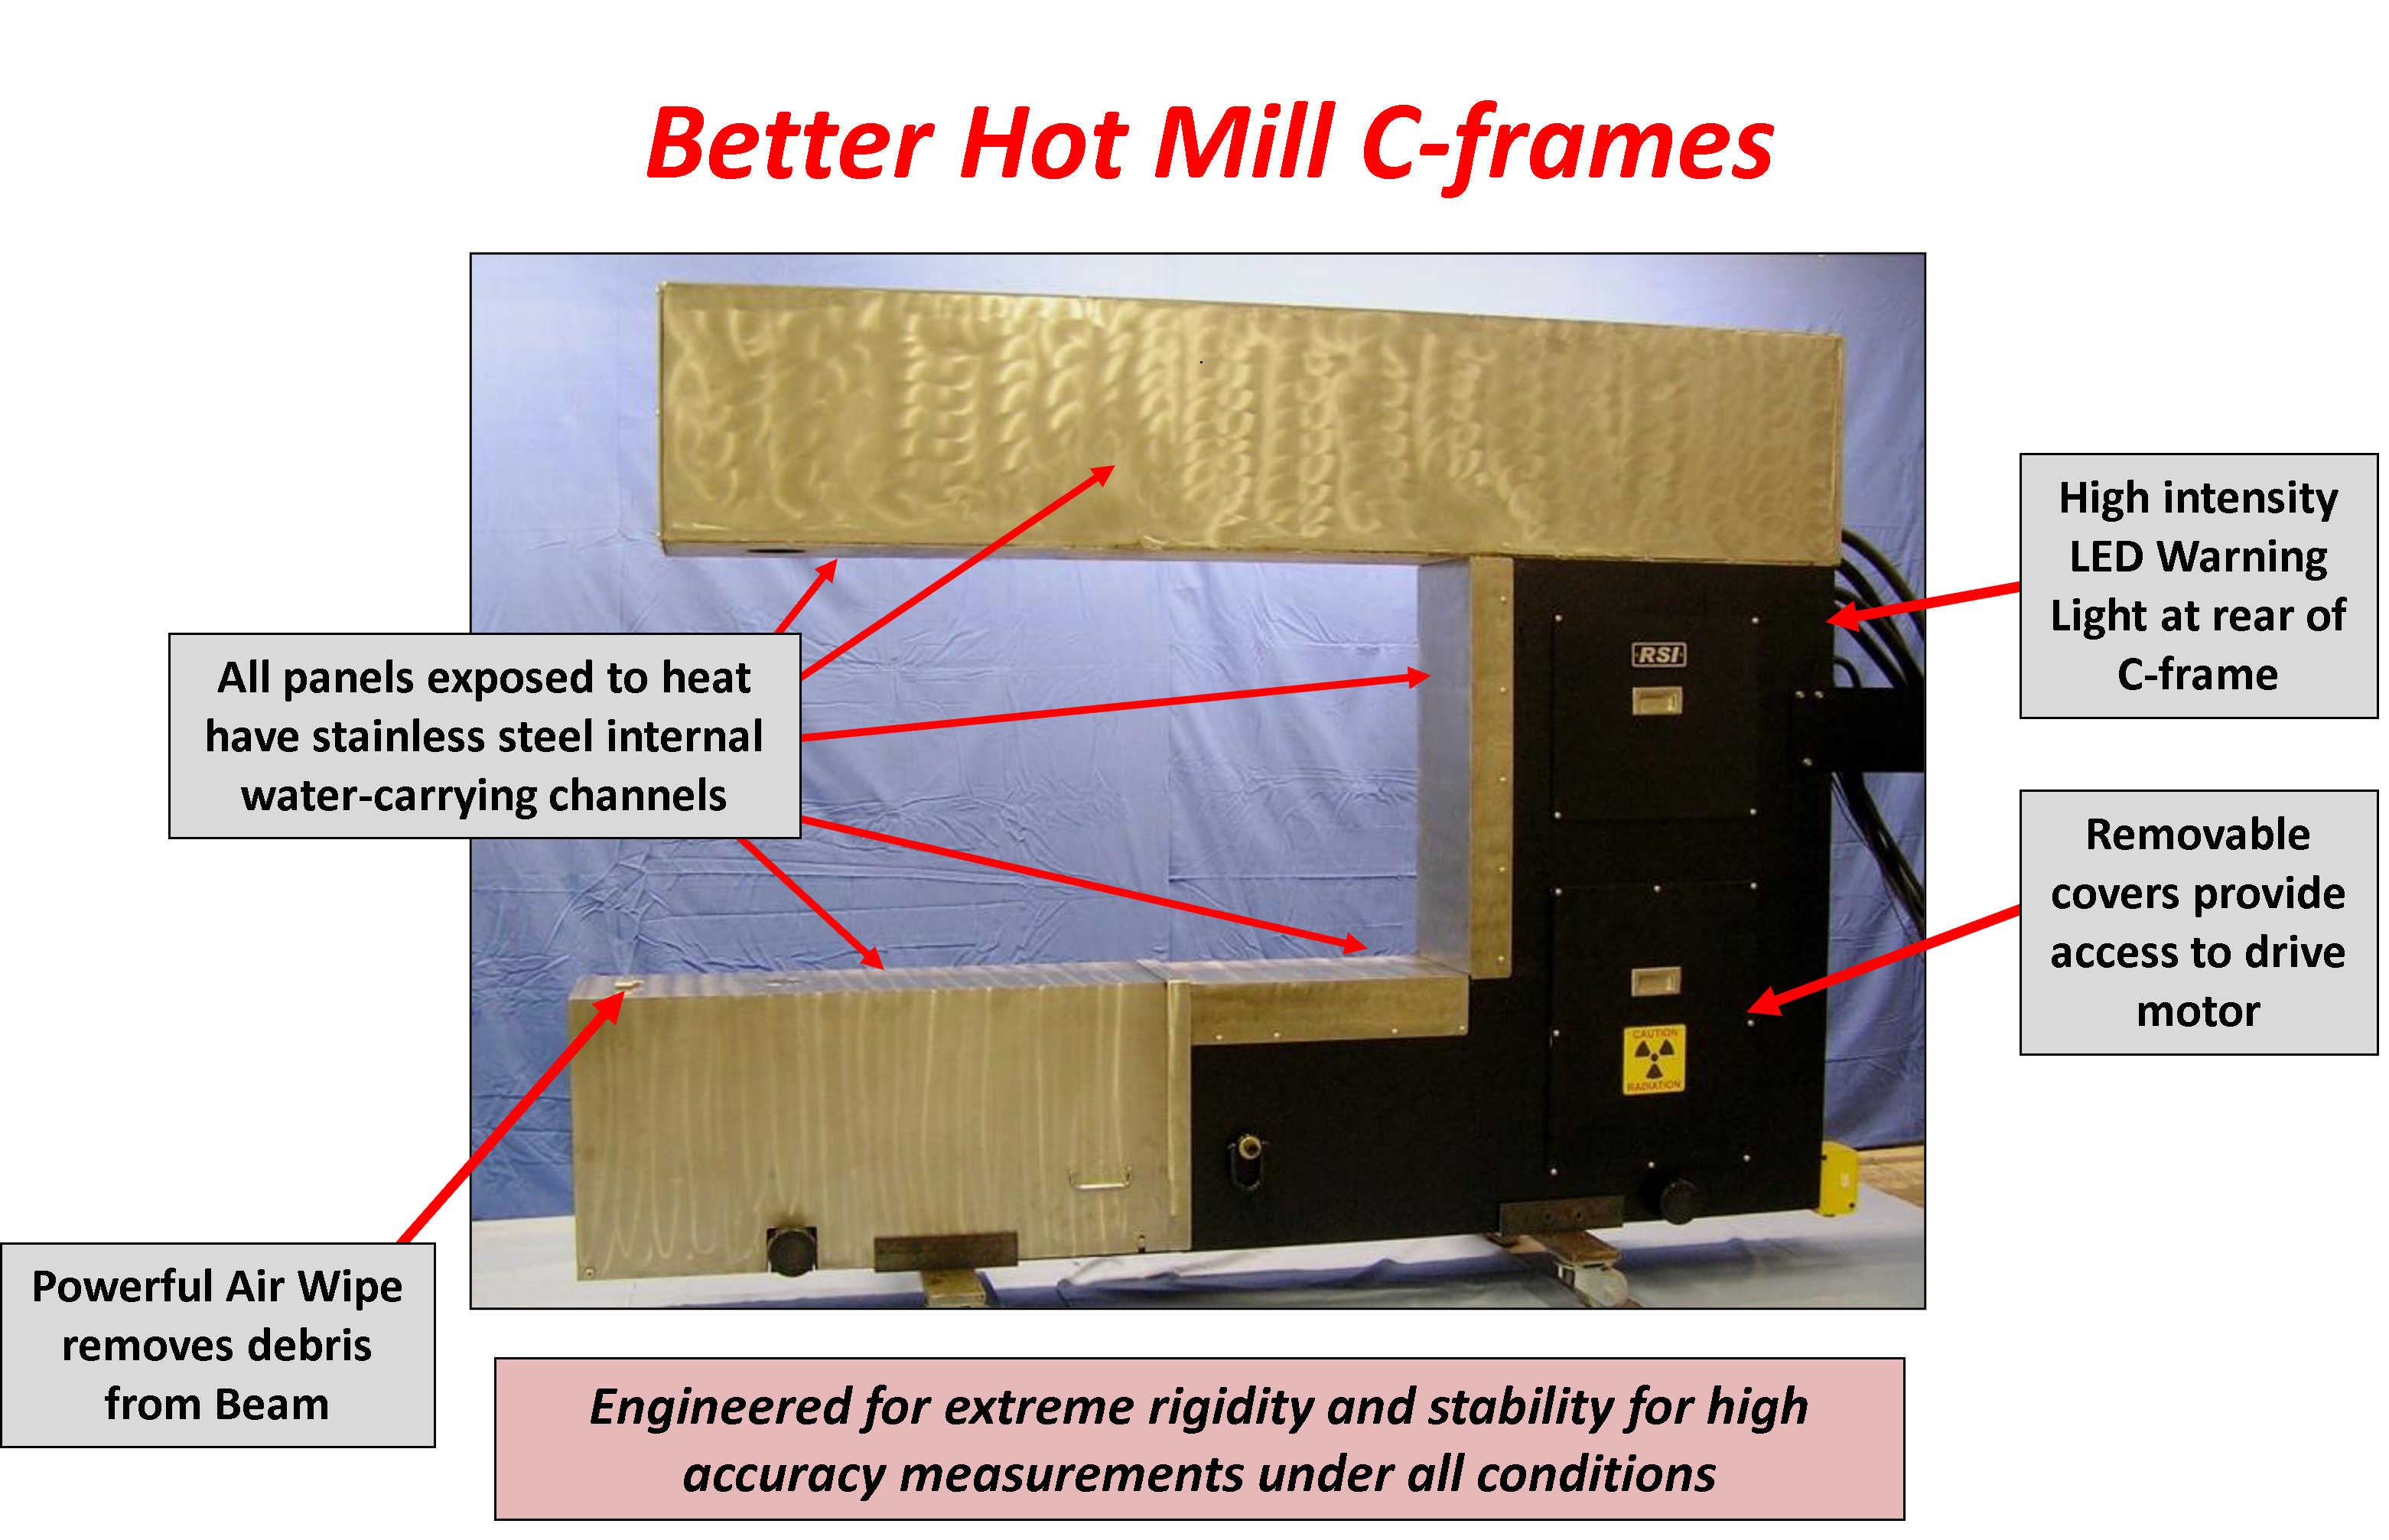 Better Hot Mill C-frames
High intensity
LED Warning
Light at rear of
C-frame
RSI
All panels exposed to heat
have stainless steel internal
water-carrying channels
Removable
covers provide
access to drive
motor
CAUTION
RADIATION
Powerful Air Wipe
removes debris
from Beam
Engineered for extreme rigidity and stability for high
accuracy measurements under all conditions